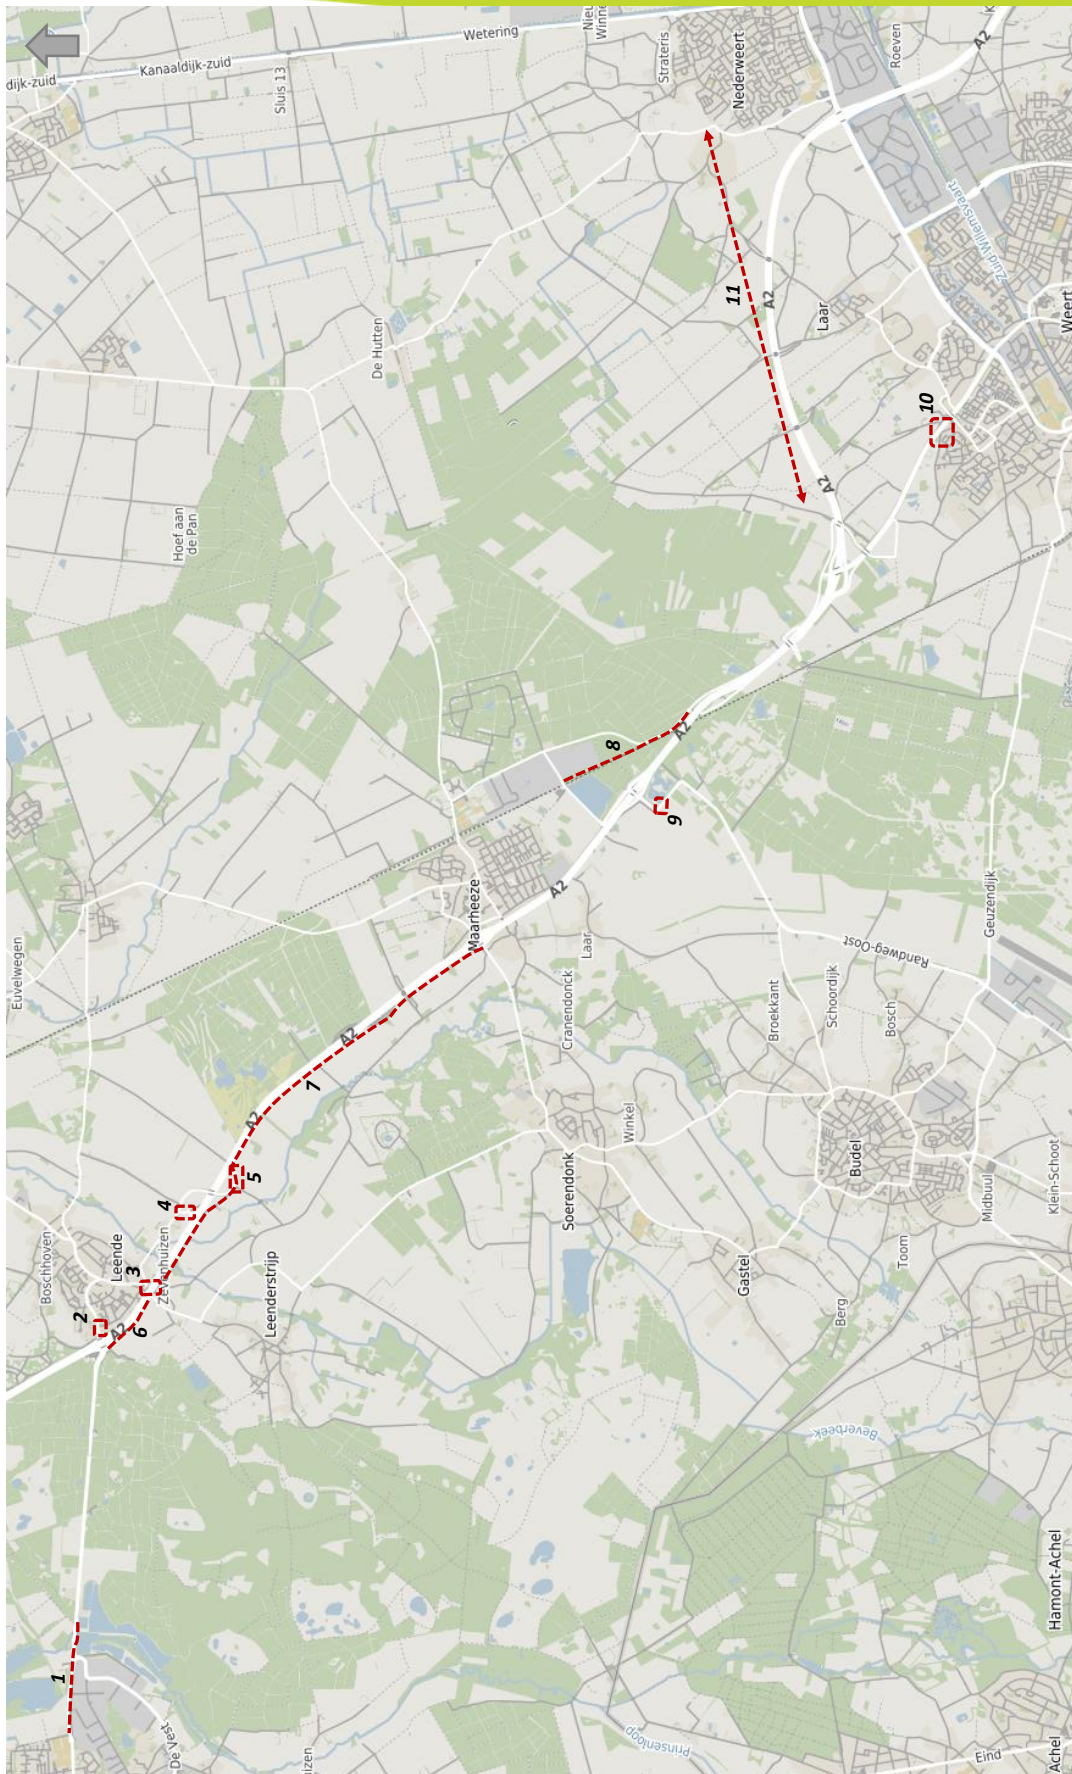 dijk-zuid
Kanaaldijk-zuid
Sluis 13
Wetering
Strateris
Nederweert
Roeven
A2
K
Zuid-Willemsvaart
11
A2
Laar
Weert
De Hutten
10
A2
Hoef aan
de Pan
8
A2
9
Geuzendijk
Maarheeze
A2
Laar
Randweg-Oost
Euvelwegen
Cranendonck
Broekkant
Schoordijk
Bosch
A2
7
Winkel
Budel
A2
5
4
Soerendonk
Midbuul
Klein-Schoot
Boschhoven
Leende
Zevenhuizen
3
2
A2
6
Leenderstrijp
Gastel
Toom
Berg
Beverbeek
Hamont-Achel
1
De Vest
izen
Prinsenloop
Eind
Achel